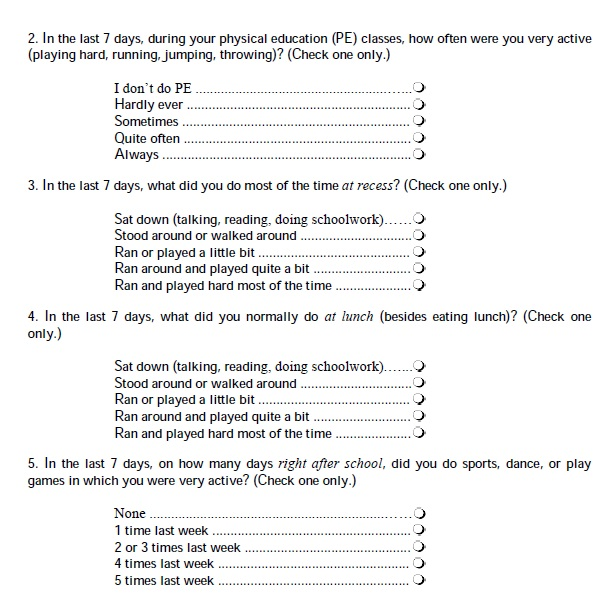 2. In the last 7 days, during your physical education (PE) classes, how often were you very active
(playing hard, running, jumping, throwing)? (Check one only.)
I don't do PE ........................................................................
Hardly ever ........................................................................
Sometimes ........................................................................
Quite often ........................................................................
Always ........................................................................
3. In the last 7 days, what did you do most of the time at recess? (Check one only.)
Sat down (talking, reading, doing schoolwork)......
Stood around or walked around ..............................
Ran or played a little bit ........................................
Ran around and played quite a bit ..........................
Ran and played hard most of the time .....................
4. In the last 7 days, what did you normally do at lunch (besides eating lunch)? (Check one
only.)
Sat down (talking, reading, doing schoolwork).......
Stood around or walked around ..............................
Ran or played a little bit ........................................
Ran around and played quite a bit ..........................
Ran and played hard most of the time .....................
5. In the last 7 days, on how many days right after school, did you do sports, dance, or play
games in which you were very active? (Check one only.)
None ........................................................................
1 time last week .....................................................
2 or 3 times last week ............................................
4 times last week ...................................................
5 times last week ...................................................